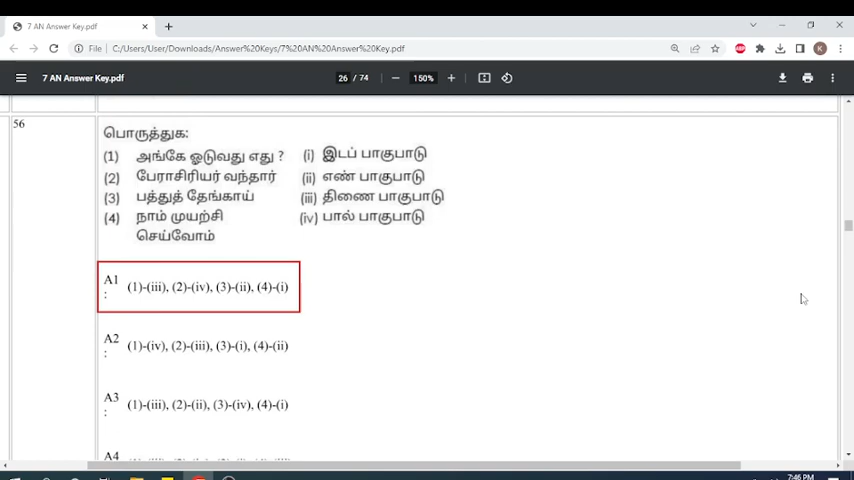 7 AN Answer Key.pdf
File C:/Users/User/Downloads/Answer%20Keys/7%20AN%20Answer%20Key.pdf
ABP
K
7 AN Answer Key.pdf 26 / 74 150%
56
பொருத்துக:
(1) அங்கே ஓடுவது எது ? (i) இடப் பாகுபாடு
(2) பேராசிரியர் வந்தார் (ii) எண் பாகுபாடு
(3) பத்துத் தேங்காய் (iii) திணை பாகுபாடு
(4) நாம் முயற்சி (iv) பால் பாகுபாடு
செய்வோம்
A1 (1)-(iii), (2)-(iv), (3)-(ii), (4)-(i)
:
A2 (1)-(iv), (2)-(iii), (3)-(i), (4)-(ii)
:
A3 (1)-(iii), (2)-(ii), (3)-(iv), (4)-(i)
:
A4
7:46 PM